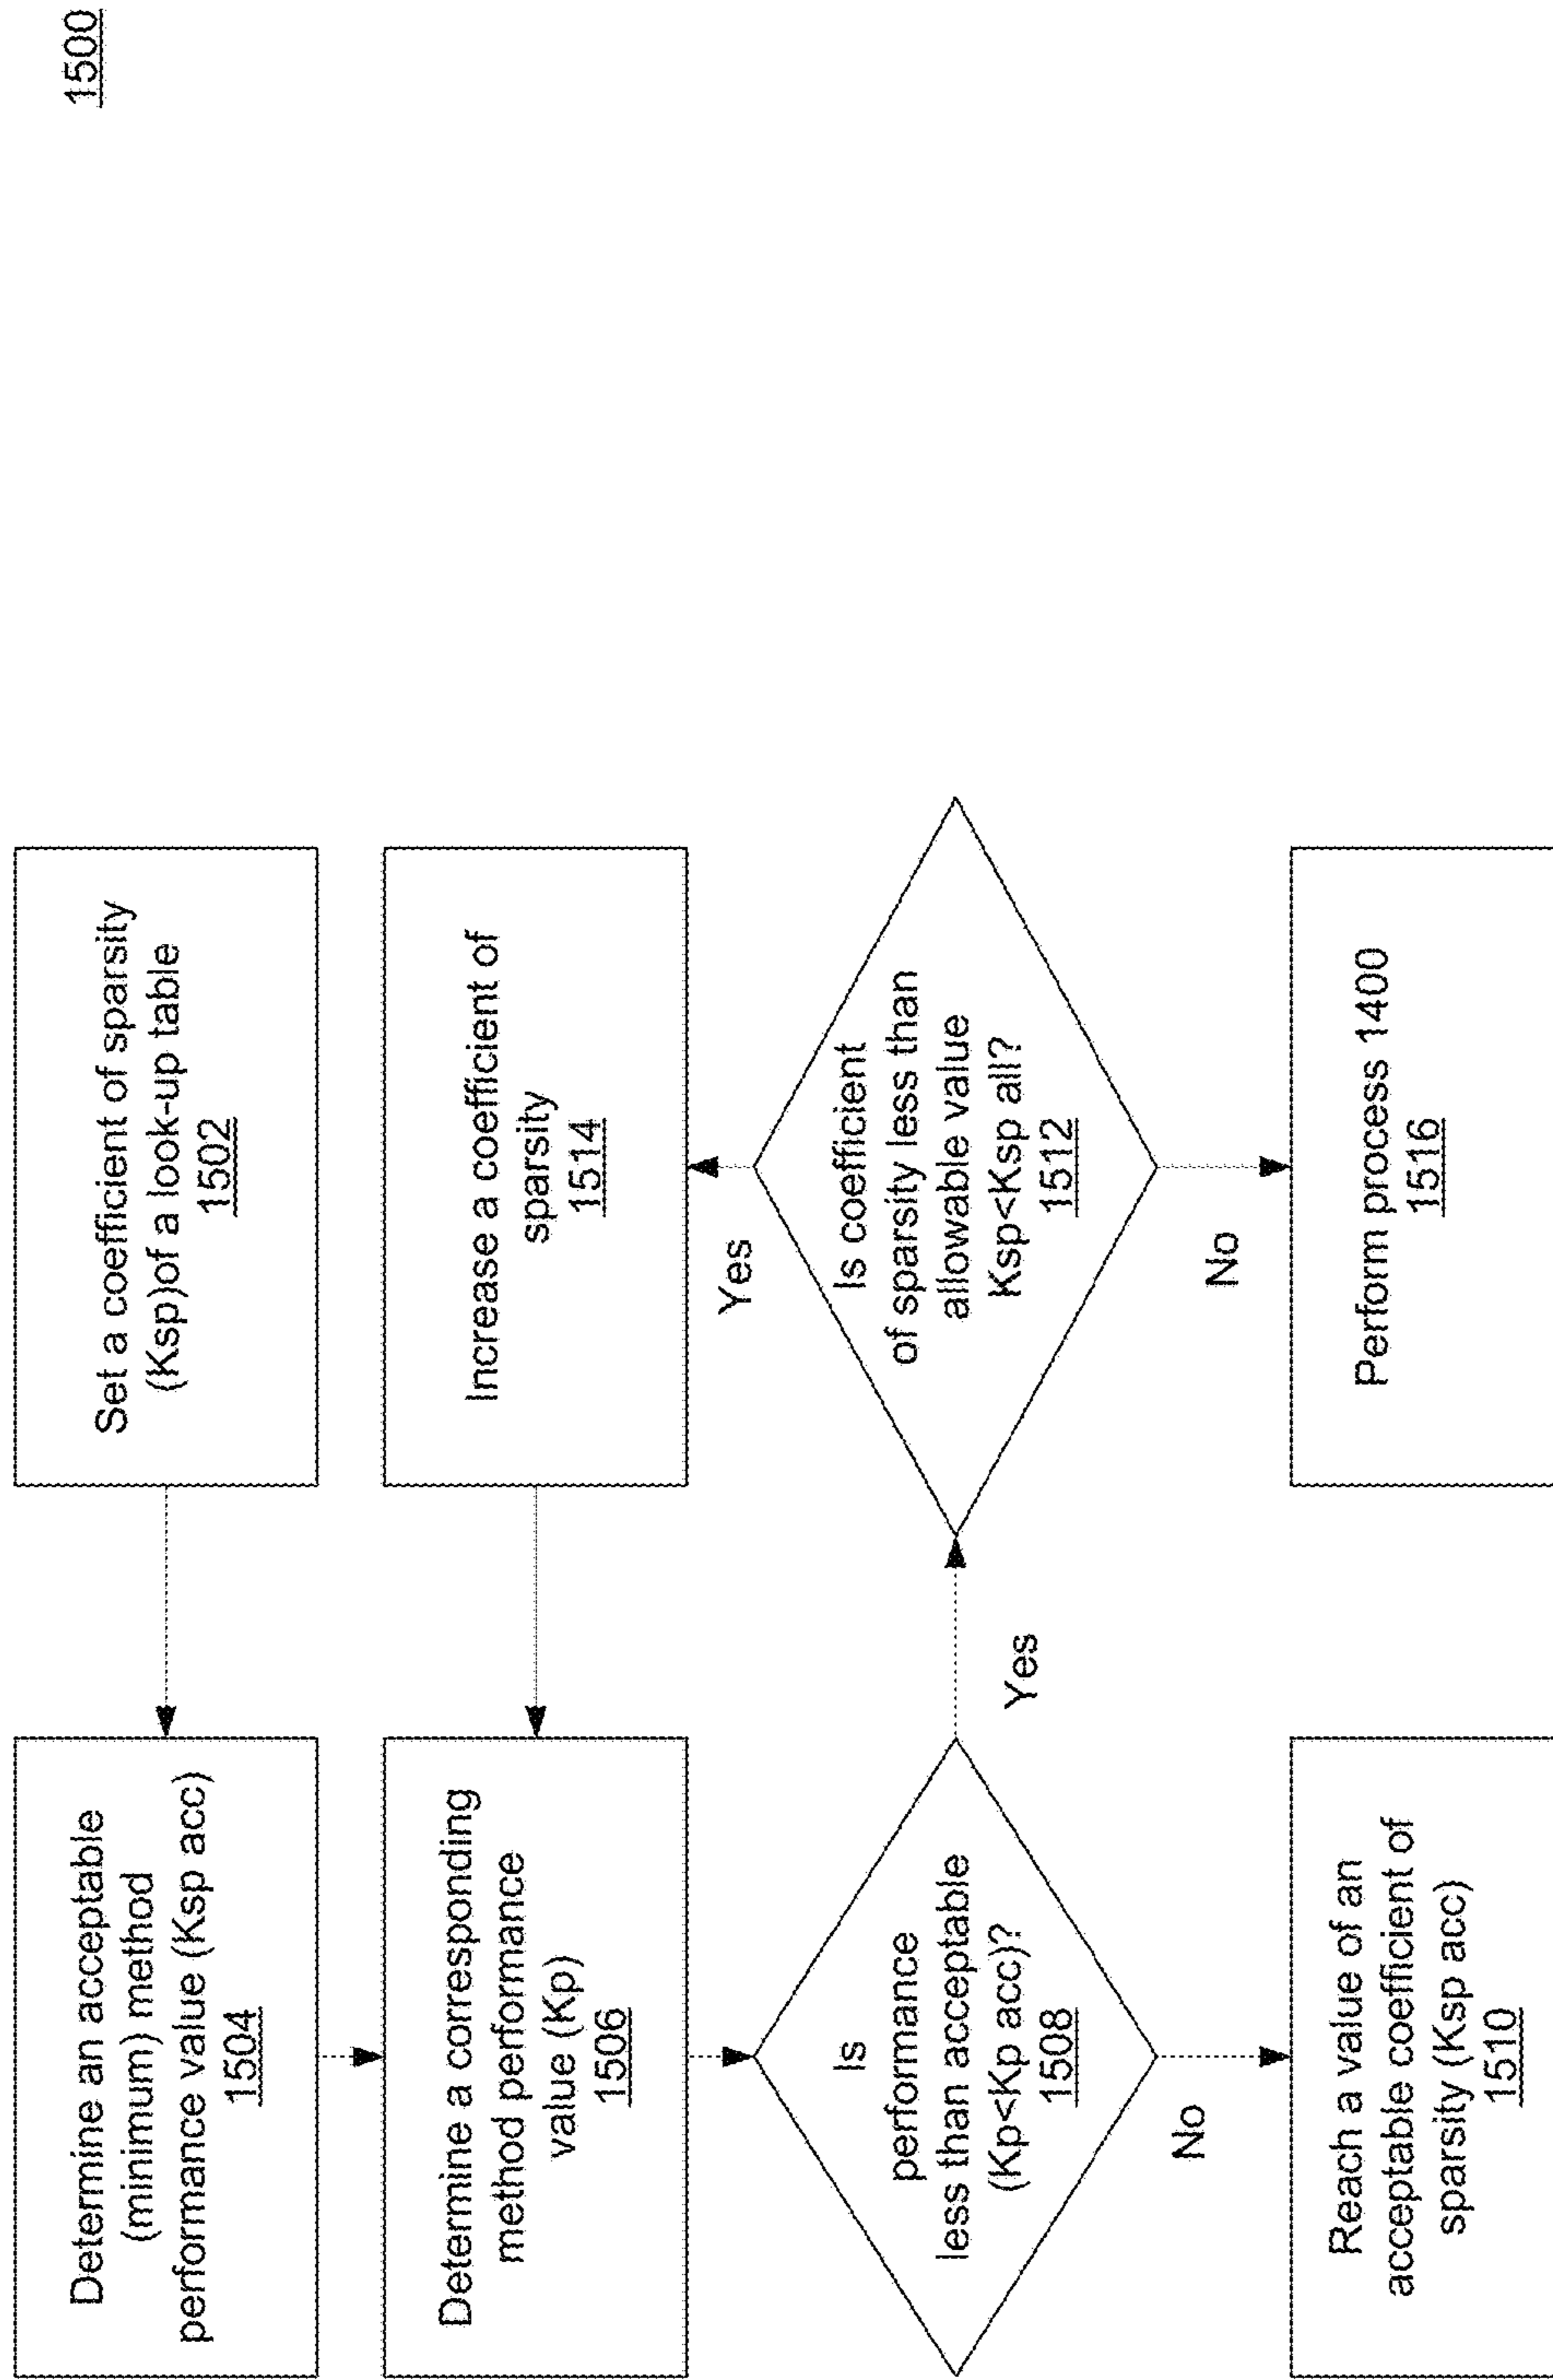 1500
Set a coefficient of sparsity
(Ksp)of a look-up table
1502
Determine an acceptable
(minimum) method
performance value (Ksp acc)
1504
Increase a coefficient of
sparsity
1514
Determine a corresponding
method performance
value (Kp)
1506
Is
performance
less than acceptable
(Kp<Kp acc)?
1508
Yes
No
Is coefficient
of sparsity less than
allowable value
Ksp<Ksp all?
1512
Yes
No
Reach a value of an
acceptable coefficient of
sparsity (Ksp acc)
1510
Perform process 1400
1516